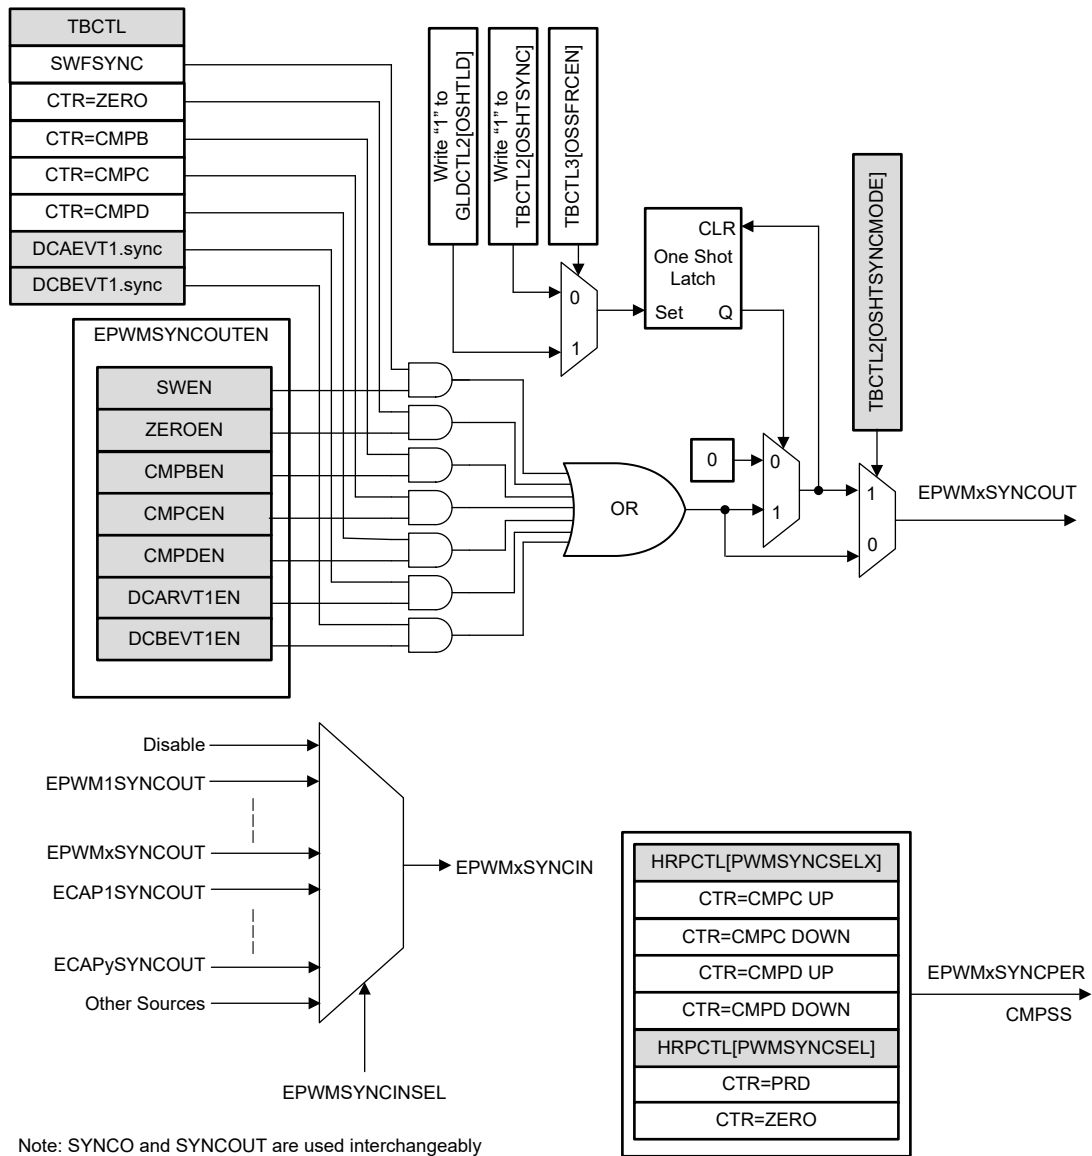 TBCTL
SWFSYNC
CTR=ZERO
CTR=CMPB
CTR=CMPC
CTR=CMPD
DCAEVT1.sync
DCBEVT1.sync
Write “1” to
GLDCTL2[OSHTLD]
Write “1” to
TBCTL2[OSHTSYNC]
TBCTL3[OSSFRCEN]
0
1
CLR
One Shot
Latch
Set Q
TBCTL2[OSHTSYNCMODE]
EPWMSYNCOUTEN
SWEN
ZEROEN
CMPBEN
CMPCEN
CMPDEN
DCARVT1EN
DCBEVT1EN
OR
0
0
1
1
0
EPWMxSYNCOUT
Disable
EPWM1SYNCOUT
EPWMxSYNCOUT
ECAP1SYNCOUT
ECAPySYNCOUT
Other Sources
EPWMxSYNCIN
EPWMSYNCINSEL
HRPCTL[PWMSYNCSELX]
CTR=CMPC UP
CTR=CMPC DOWN
CTR=CMPD UP
CTR=CMPD DOWN
HRPCTL[PWMSYNCSEL]
CTR=PRD
CTR=ZERO
EPWMxSYNCPER
CMPSS
Note: SYNCO and SYNCOUT are used interchangeably